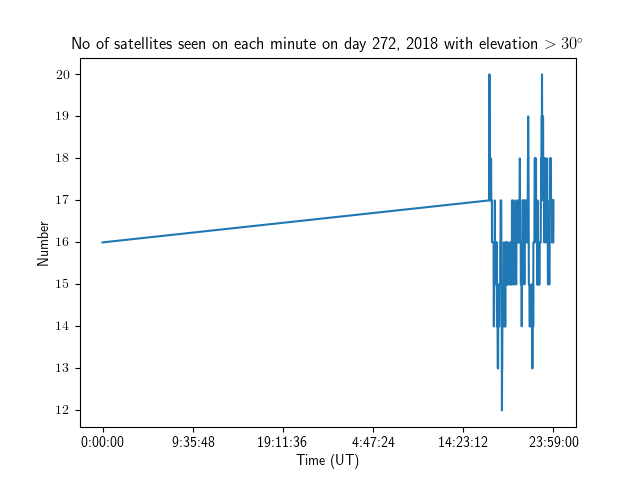 No of satellites seen on each minute on day 272, 2018 with elevation > 30°
20
19
18
17
16
15
14
13
12
Number
0:00:00 9:35:48 19:11:36 4:47:24 14:23:12 23:59:00
Time (UT)